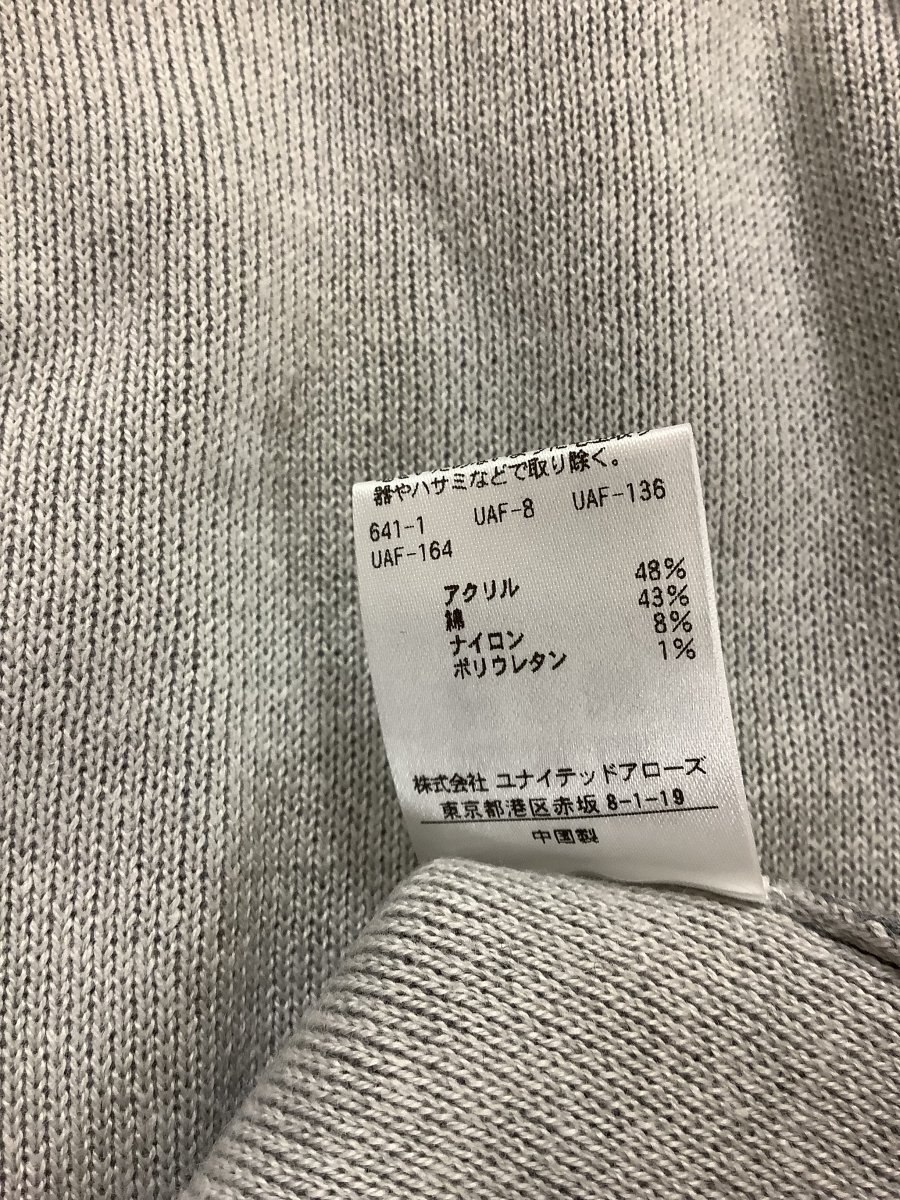 器やハサミなどで取り除く。
641-1 UAF-8 UAF-136
UAF-164
アクリル 48%
綿 43%
ナイロン 8%
ポリウレタン 1%
株式会社 ユナイテッドアローズ
東京都港区赤坂 8-1-19
中国製